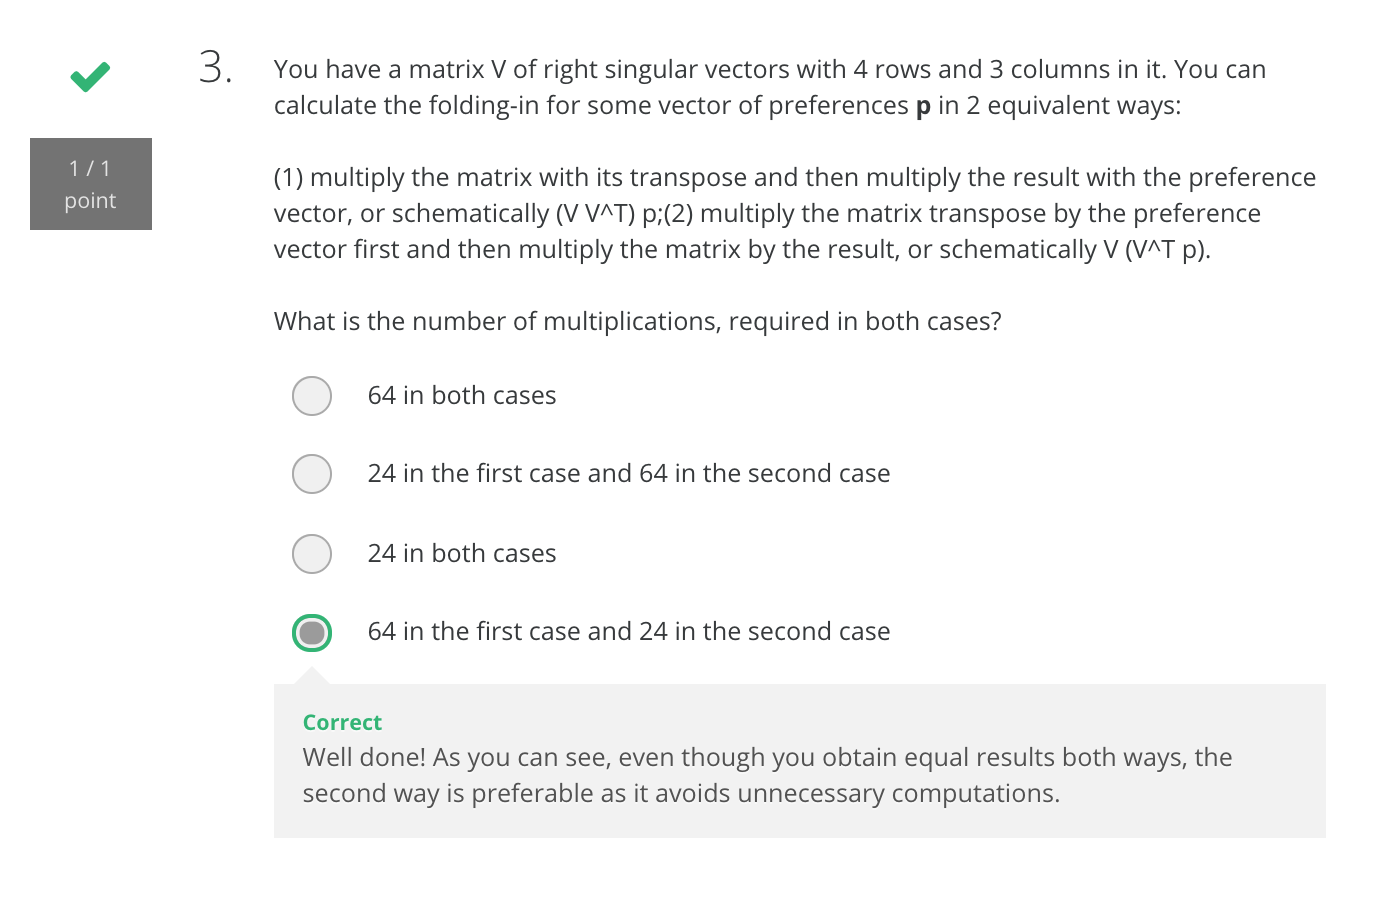 3.
You have a matrix V of right singular vectors with 4 rows and 3 columns in it. You can
calculate the folding-in for some vector of preferences p in 2 equivalent ways:
1 / 1
point
(1) multiply the matrix with its transpose and then multiply the result with the preference
vector, or schematically (V V^T) p;(2) multiply the matrix transpose by the preference
vector first and then multiply the matrix by the result, or schematically V (V^T p).
What is the number of multiplications, required in both cases?
64 in both cases
24 in the first case and 64 in the second case
24 in both cases
64 in the first case and 24 in the second case
Correct
Well done! As you can see, even though you obtain equal results both ways, the
second way is preferable as it avoids unnecessary computations.